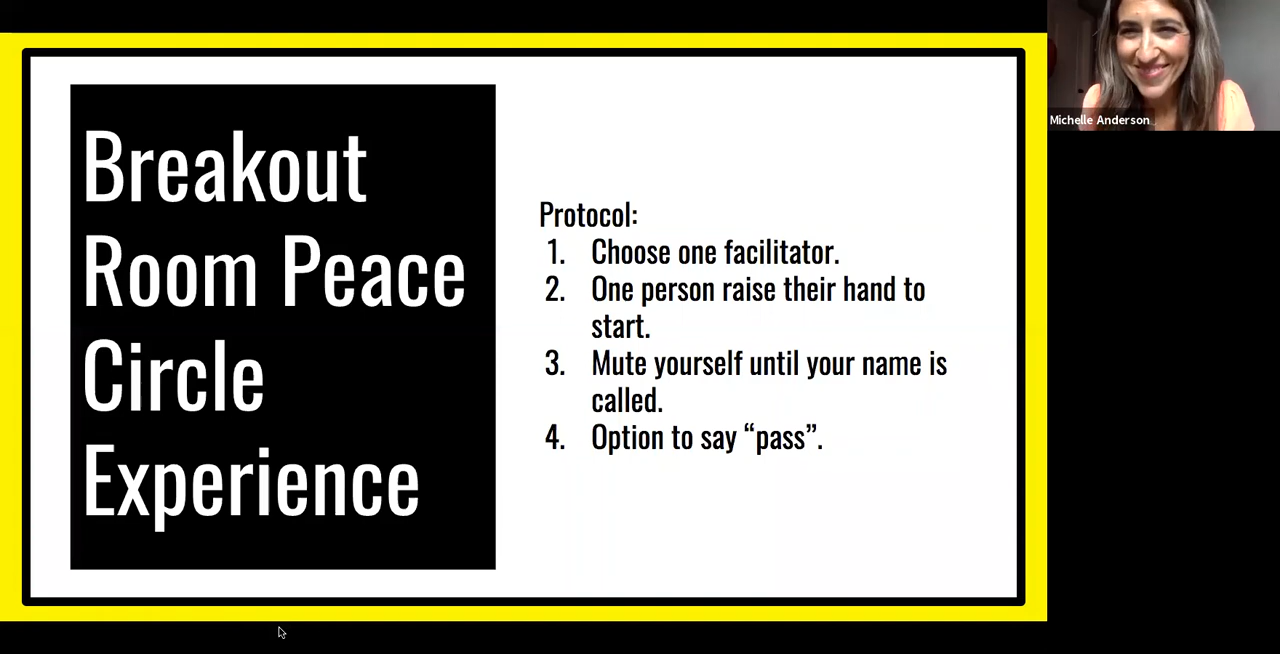 Breakout
Room Peace
Circle
Experience
Protocol:
1. Choose one facilitator.
2. One person raise their hand to
start.
3. Mute yourself until your name is
called.
4. Option to say “pass”.
Michelle Anderson